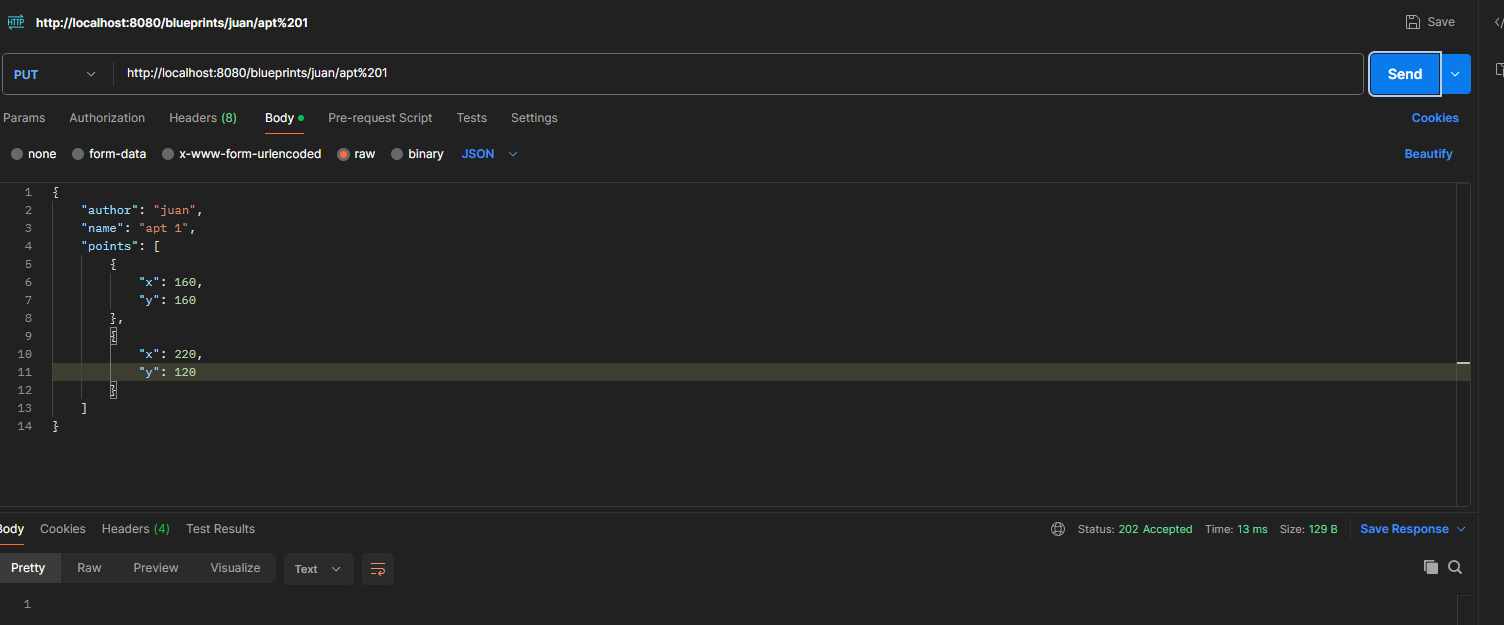 HTTP http://localhost:8080/blueprints/juan/apt%201 Save
PUT http://localhost:8080/blueprints/juan/apt%201 Send
Params Authorization Headers (8) Body Pre-request Script Tests Settings Cookies
none form-data x-www-form-urlencoded raw binary JSON Beautify
1 {
2 "author": "juan",
3 "name": "apt 1",
4 "points": [
5 {
6 "x": 160,
7 "y": 160
8 },
9 {
10 "x": 220,
11 "y": 120
12 }
13 ]
14 }
Body Cookies Headers (4) Test Results Status: 202 Accepted Time: 13 ms Size: 129 B Save Response
Pretty Raw Preview Visualize Text
1